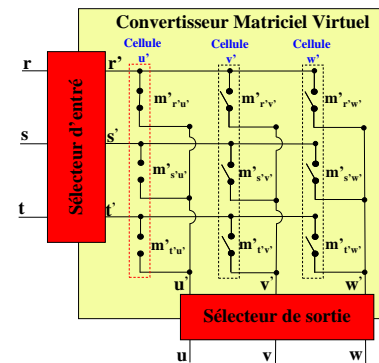 Convertisseur Matriciel Virtuel
Cellule u' Cellule v' Cellule w'
r r'
m'r'u' m'r'v' m'r'w'
Sélecteur d'entré
s s'
m's'u' m's'v' m's'w'
t t'
m't'u' m't'v' m't'w'
u' v' w'
Sélecteur de sortie
u v w